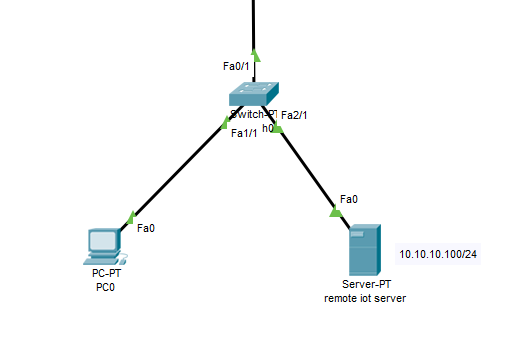 Fa0/1
Switch-PT
Fa2/1
h0
Fa1/1
Fa0
Fa0
PC-PT
PC0
10.10.10.100/24
Server-PT
remote iot server